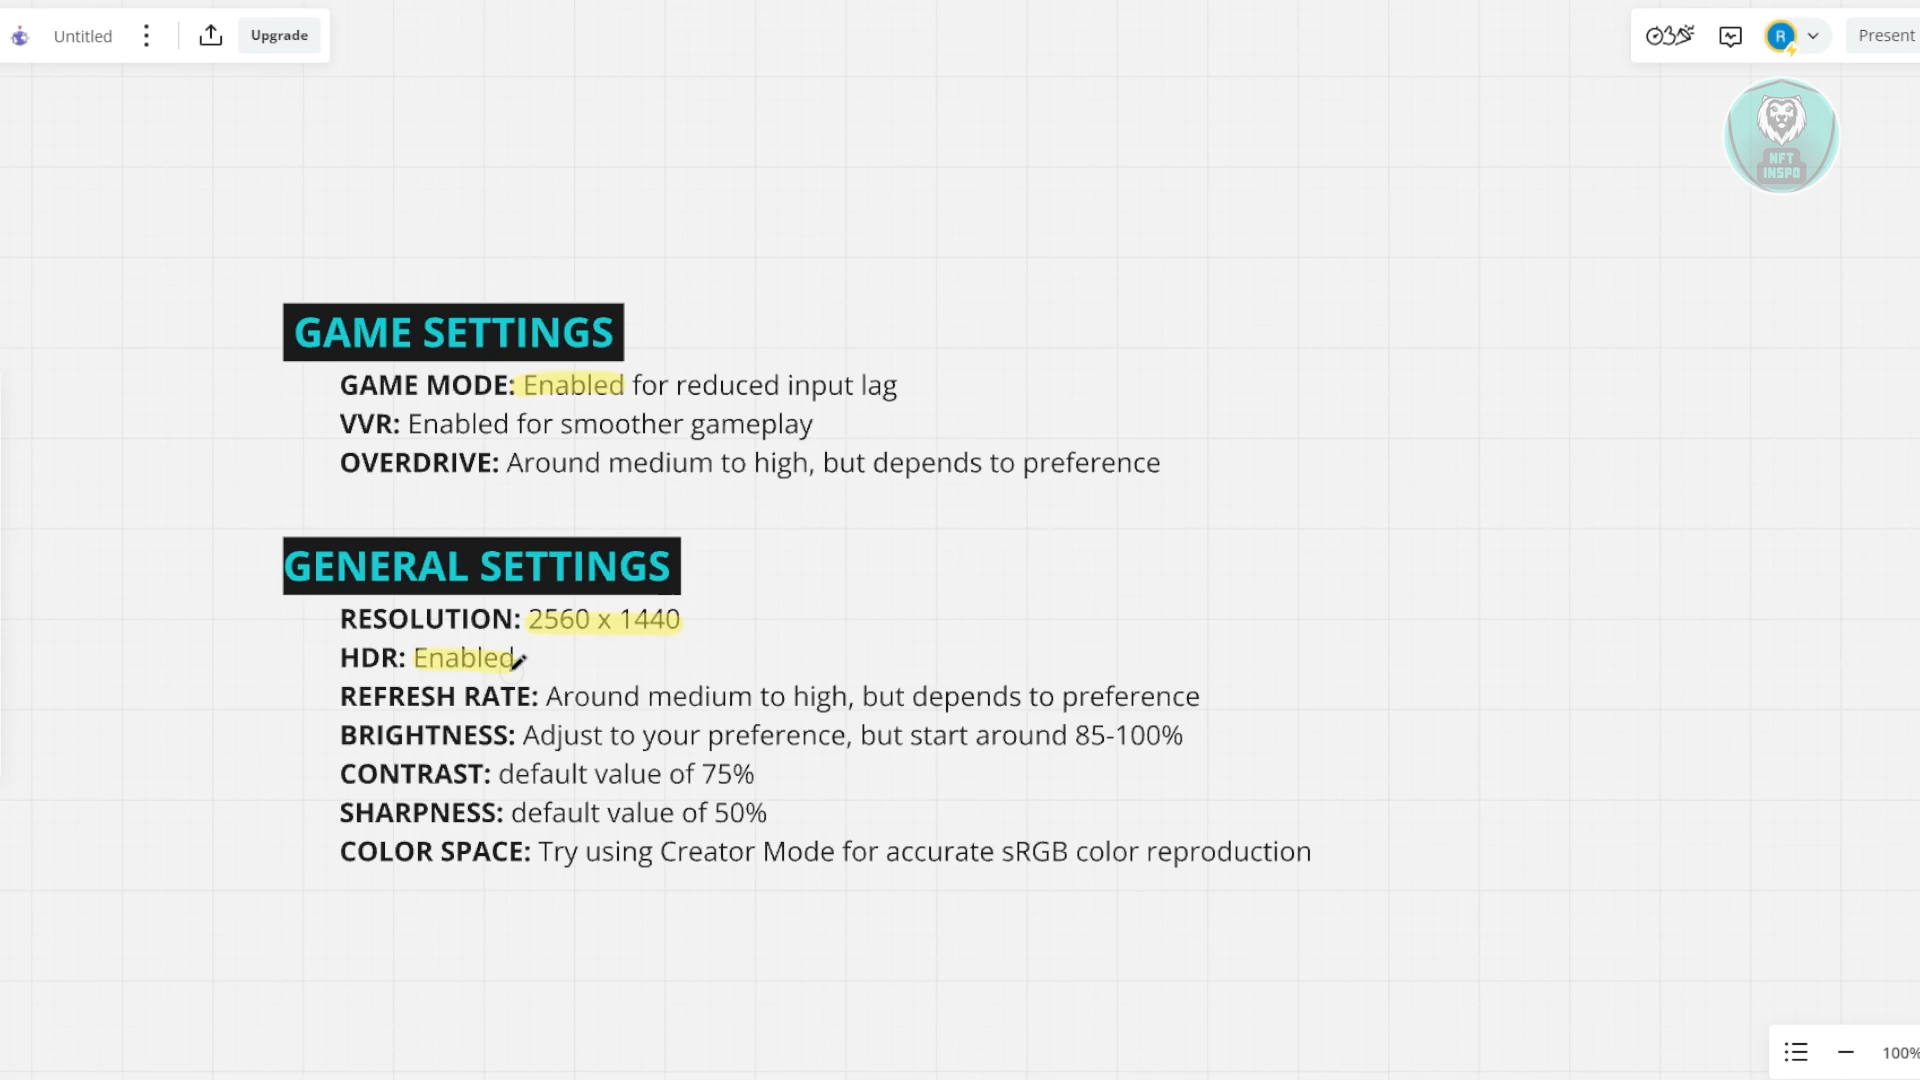 Untitled
Upgrade
R
Present
NFT
INSPO
GAME SETTINGS
GAME MODE: Enabled for reduced input lag
VVR: Enabled for smoother gameplay
OVERDRIVE: Around medium to high, but depends to preference
GENERAL SETTINGS
RESOLUTION: 2560 x 1440
HDR: Enabled
REFRESH RATE: Around medium to high, but depends to preference
BRIGHTNESS: Adjust to your preference, but start around 85-100%
CONTRAST: default value of 75%
SHARPNESS: default value of 50%
COLOR SPACE: Try using Creator Mode for accurate sRGB color reproduction
100%